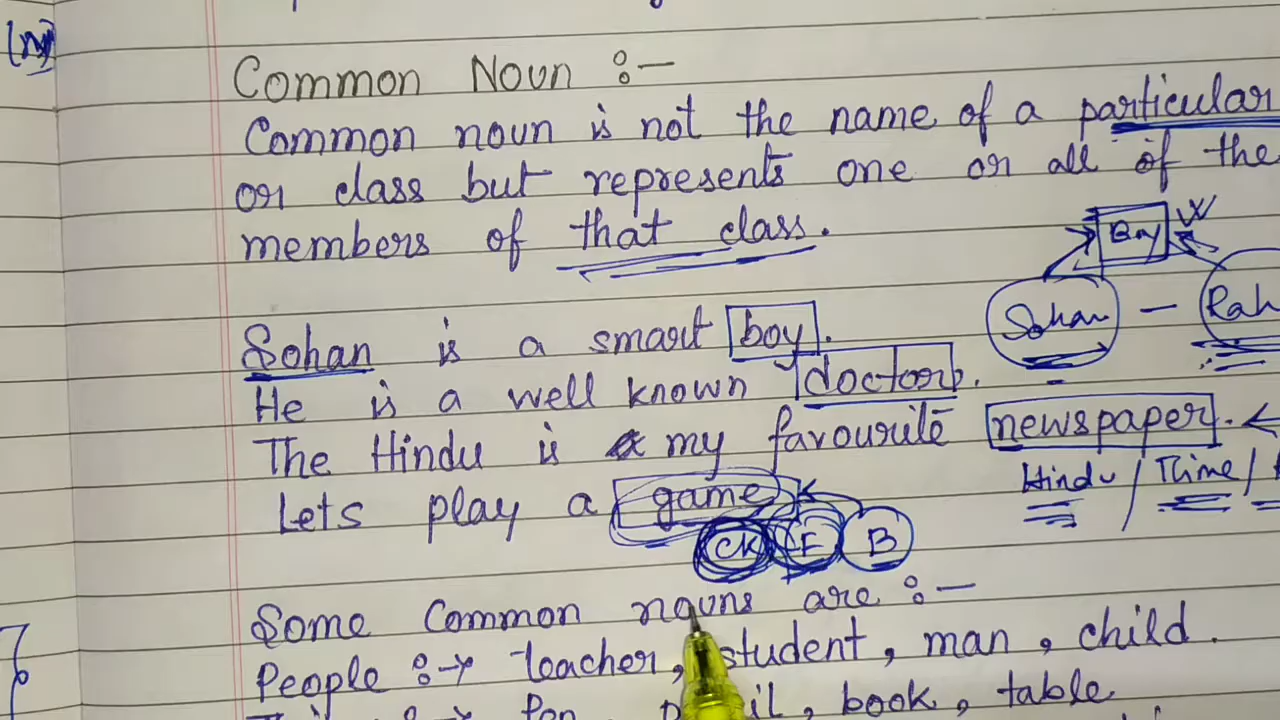 Common Noun :-
Common noun is not the name of a particular
or class but represents one or all of the
members of that class.
Boy
Sohan is a smart boy.
Sohan - Rah
He is a well known doctor.
The Hindu is my favourite newspaper.
Hindu / Time /
Lets play a game
CK F B
Some Common nouns are :-
People :→ teacher, student, man, child.
book, table